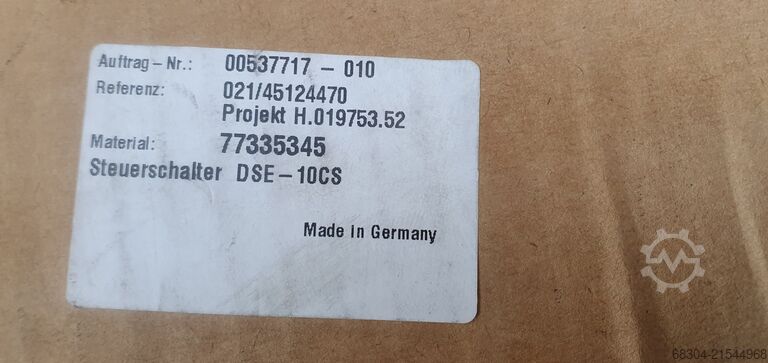 Auftrag-Nr.: 00537717 - 010
Referenz: 021/45124470
Projekt H.019753.52
Material: 77335345
Steuerschalter DSE-10CS
Made in Germany
68304-21544968